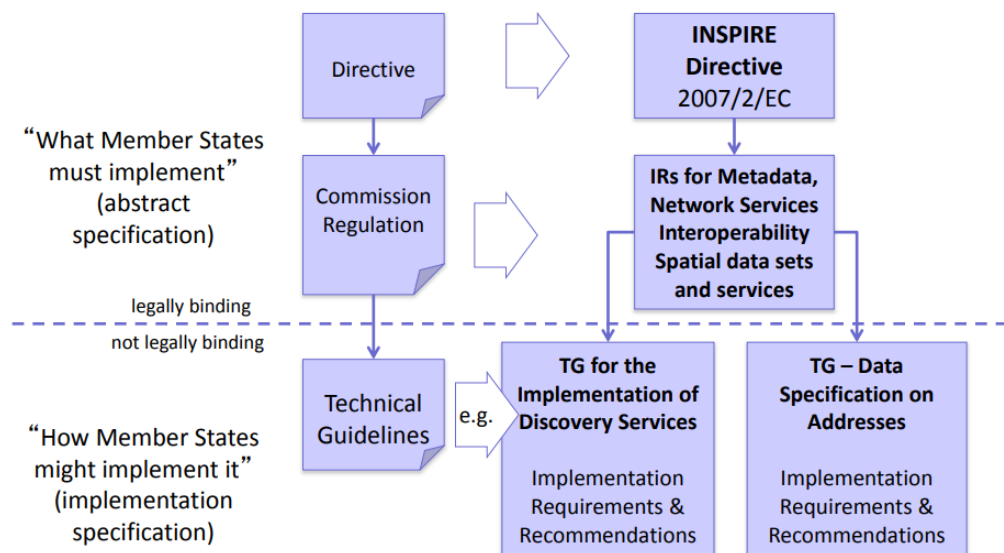 Directive
INSPIRE
Directive
2007/2/EC
“What Member States
must implement”
(abstract
specification)
Commission
Regulation
IRs for Metadata,
Network Services
Interoperability
Spatial data sets
and services
legally binding
not legally binding
Technical
Guidelines
e.g.
TG for the
Implementation of
Discovery Services
Implementation
Requirements &
Recommendations
TG – Data
Specification on
Addresses
Implementation
Requirements &
Recommendations
“How Member States
might implement it”
(implementation
specification)